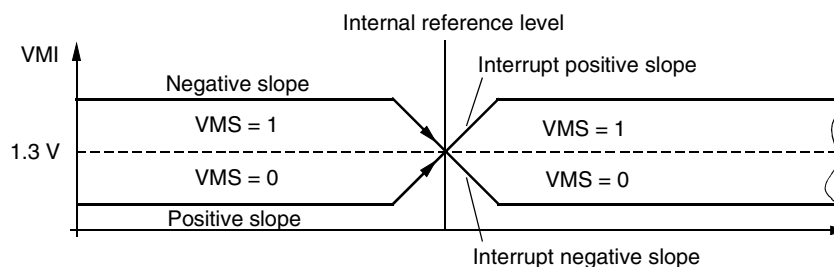 Internal reference level
VMI
Negative slope
Interrupt positive slope
VMS = 1
VMS = 1
1.3 V
VMS = 0
VMS = 0
Positive slope
Interrupt negative slope